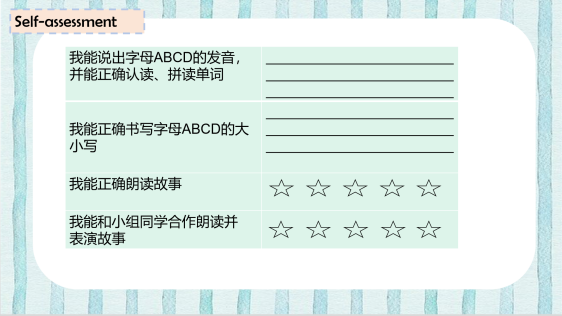 Self-assessment
我能说出字母ABCD的发音，
并能正确认读、拼读单词
我能正确书写字母ABCD的大
小写
我能正确朗读故事
我能和小组同学合作朗读并
表演故事